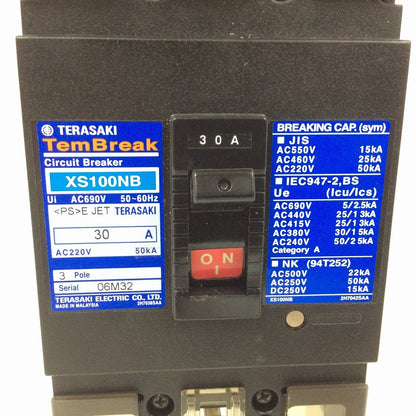 TERASAKI
TemBreak
Circuit Breaker
XS100NB
Ui AC690V 50~60Hz
<PS>E JET TERASAKI
30 A
AC220V 50kA
3 Pole
Serial 06M32
TERASAKI ELECTRIC CO., LTD.
MADE IN MALAYSIA 2H7038SAA
30A
ON
I
BREAKING CAP. (sym)
JIS
AC550V 15kA
AC460V 25kA
AC220V 50kA
IEC947-2,BS
Ue (Icu/Ics)
AC690V 5/2.5kA
AC440V 25/13kA
AC415V 25/13kA
AC380V 30/15kA
AC240V 50/25kA
Category A
NK (94T252)
AC500V 22kA
AC250V 50kA
DC250V 15kA
XS100NB 2H7042SAA